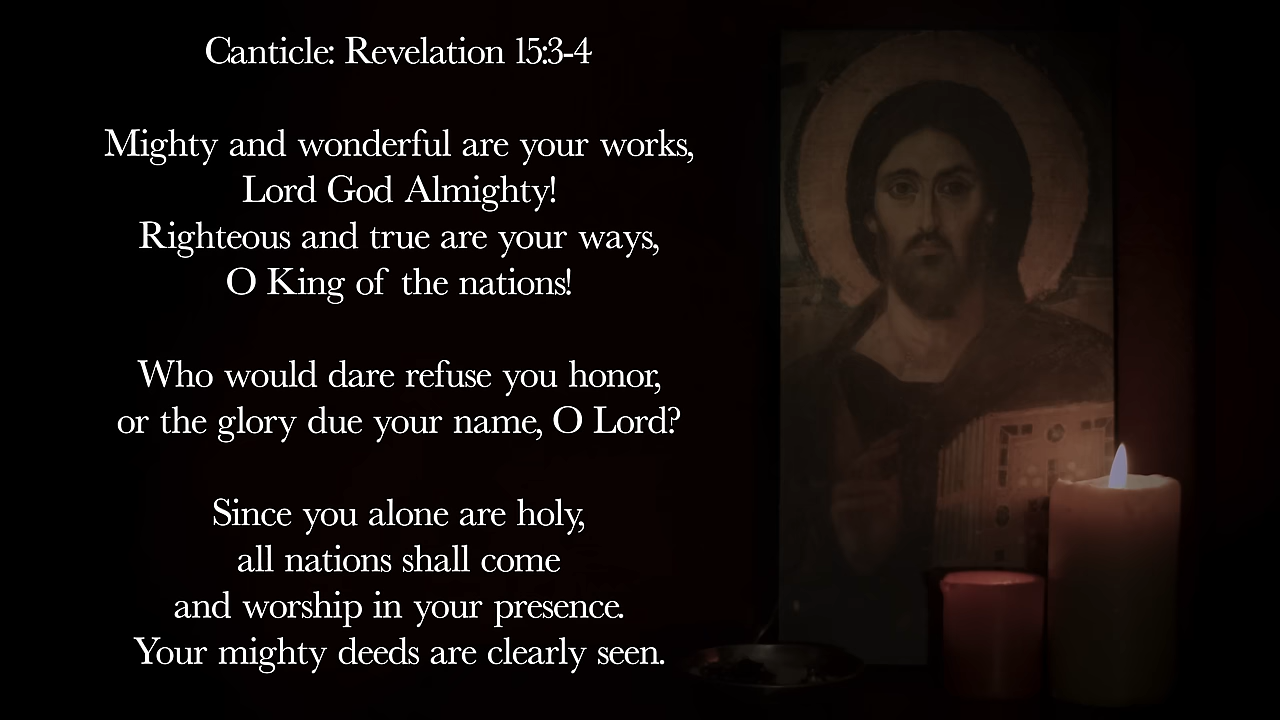 Canticle: Revelation 15:3-4
Mighty and wonderful are your works,
Lord God Almighty!
Righteous and true are your ways,
O King of the nations!
Who would dare refuse you honor,
or the glory due your name, O Lord?
Since you alone are holy,
all nations shall come
and worship in your presence.
Your mighty deeds are clearly seen.